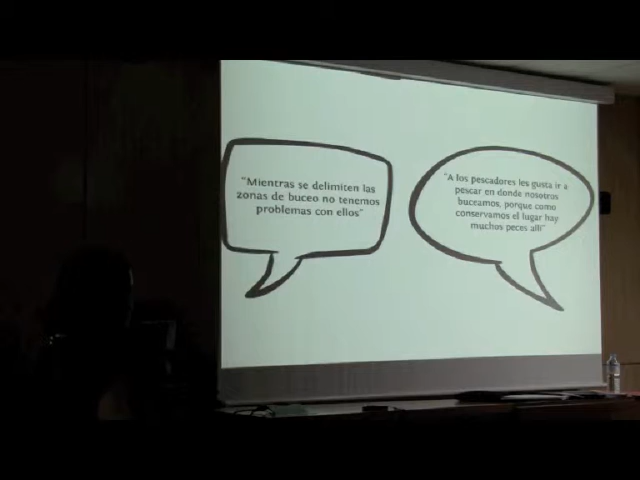 "Mientras se delimiten las
zonas de buceo no tenemos
problemas con ellos"
"A los pescadores les gusta ir a
pescar en donde nosotros
buceamos, porque como
conservamos el lugar hay
muchos peces allí"